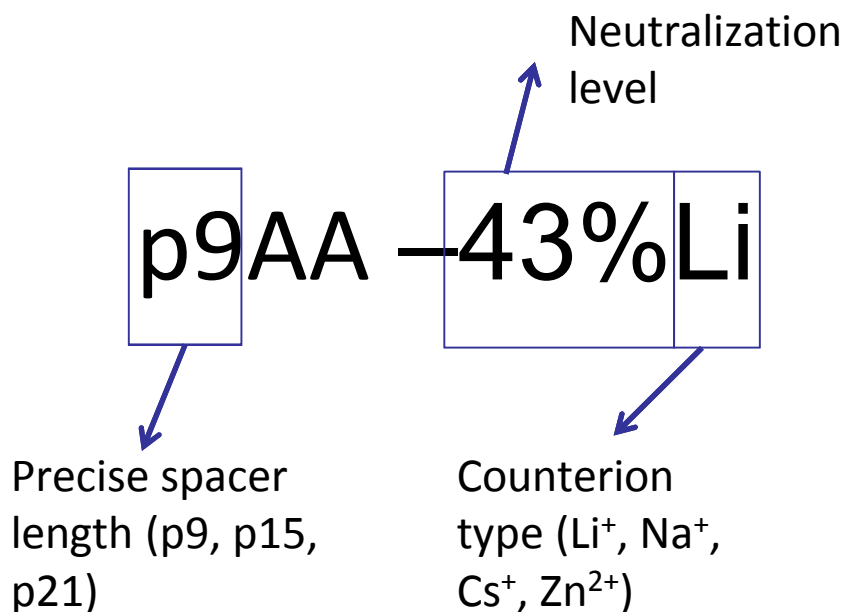 Neutralization
level
p9AA –43%Li
Precise spacer
length (p9, p15,
p21)
Counterion
type (Li⁺, Na⁺,
Cs⁺, Zn²⁺)